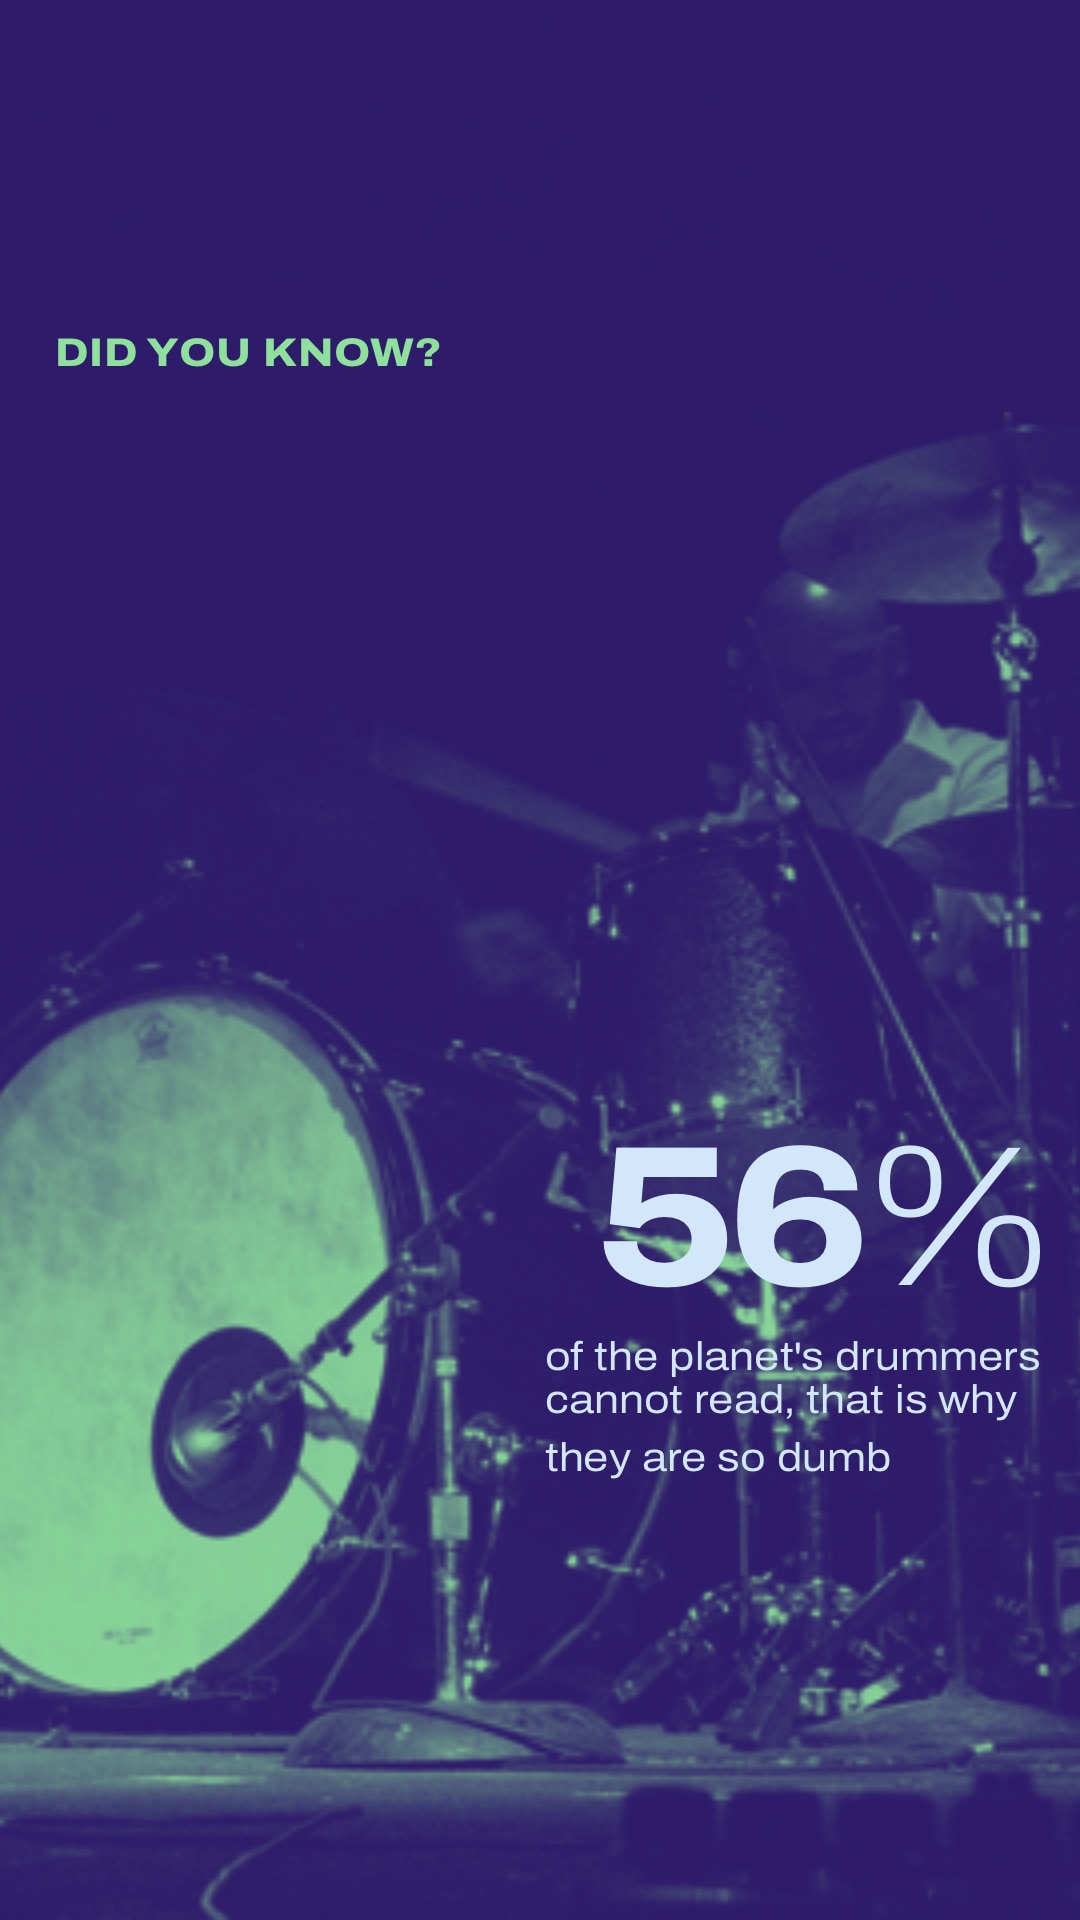 DID YOU KNOW?
56%
of the planet's drummers
cannot read, that is why
they are so dumb